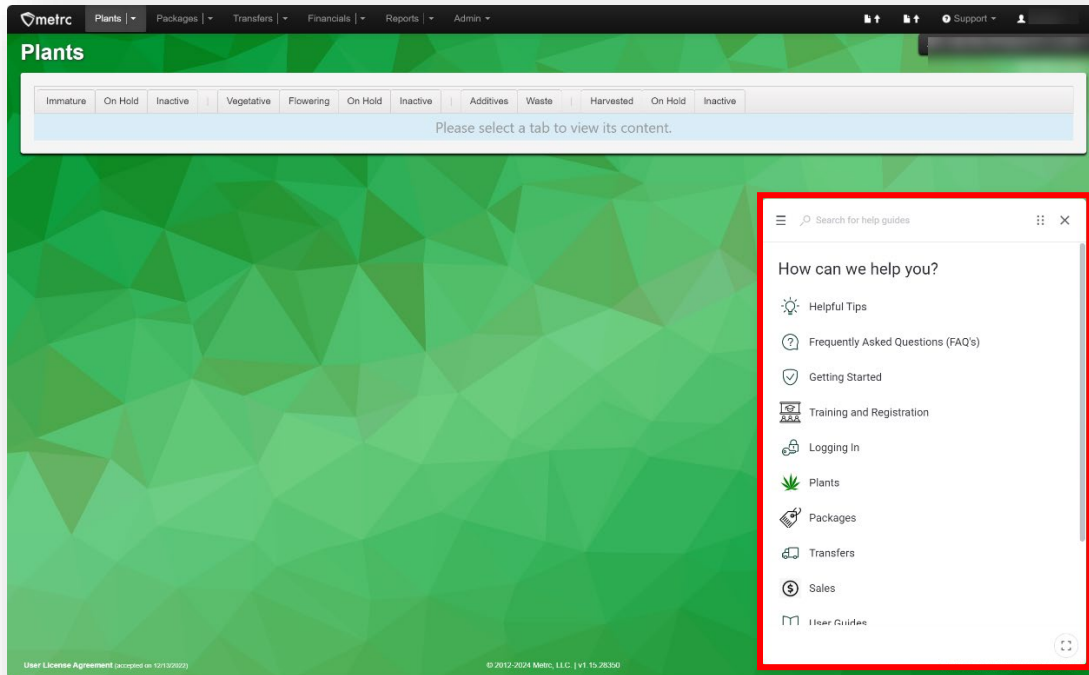 metrc Plants Packages Transfers Financials Reports Admin Support
Plants
Immature On Hold Inactive Vegetative Flowering On Hold Inactive Additives Waste Harvested On Hold Inactive
Please select a tab to view its content.
Search for help guides
How can we help you?
Helpful Tips
Frequently Asked Questions (FAQ's)
Getting Started
Training and Registration
Logging In
Plants
Packages
Transfers
Sales
User Guides
User License Agreement (accepted on 12/13/2022) © 2012-2024 Metrc, LLC. | v1.15.28350